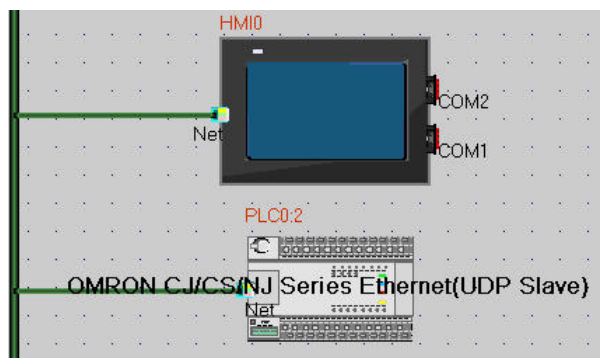 HMI0
COM2
Net
COM1
PLC0:2
OMRON CJ/CS/NJ Series Ethernet(UDP Slave)
Net